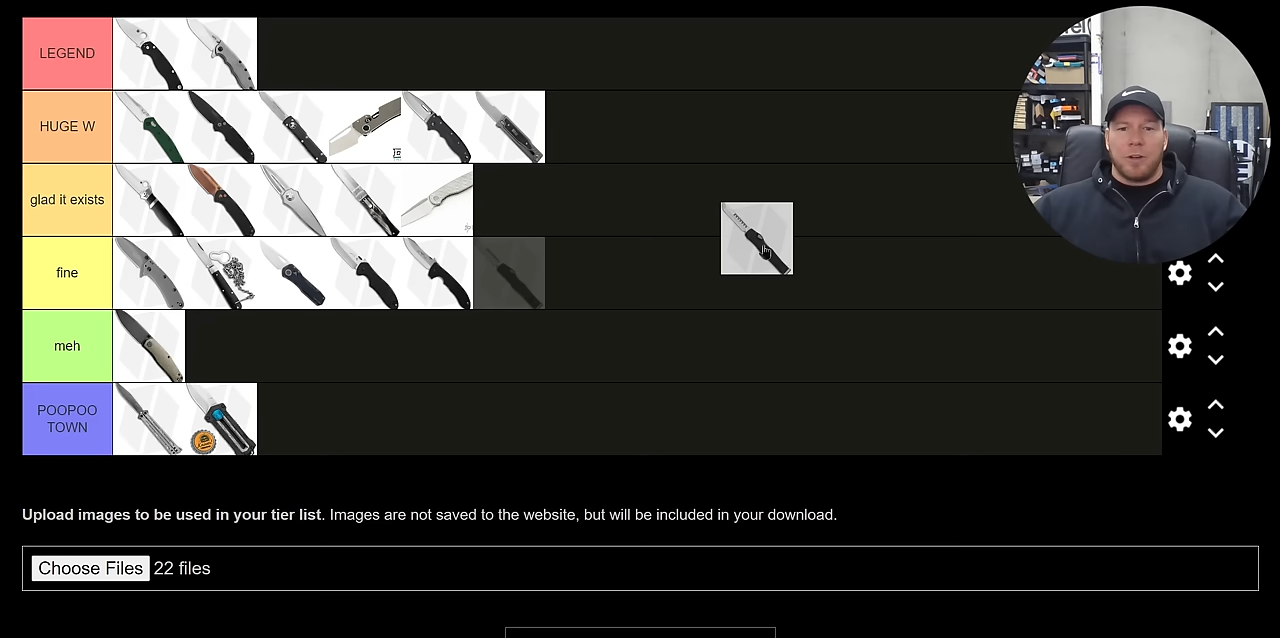 LEGEND
HUGE W
glad it exists
fine
meh
POOPOO
TOWN
Upload images to be used in your tier list. Images are not saved to the website, but will be included in your download.
Choose Files 22 files